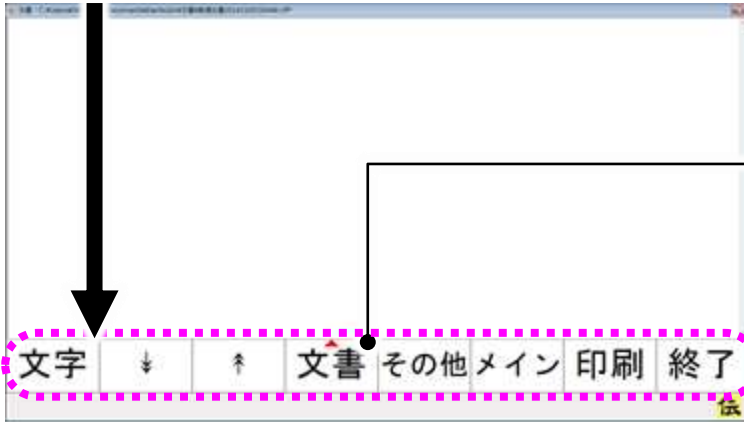 文字 ↡ ↟ 文書 その他 メイン 印刷 終了
伝